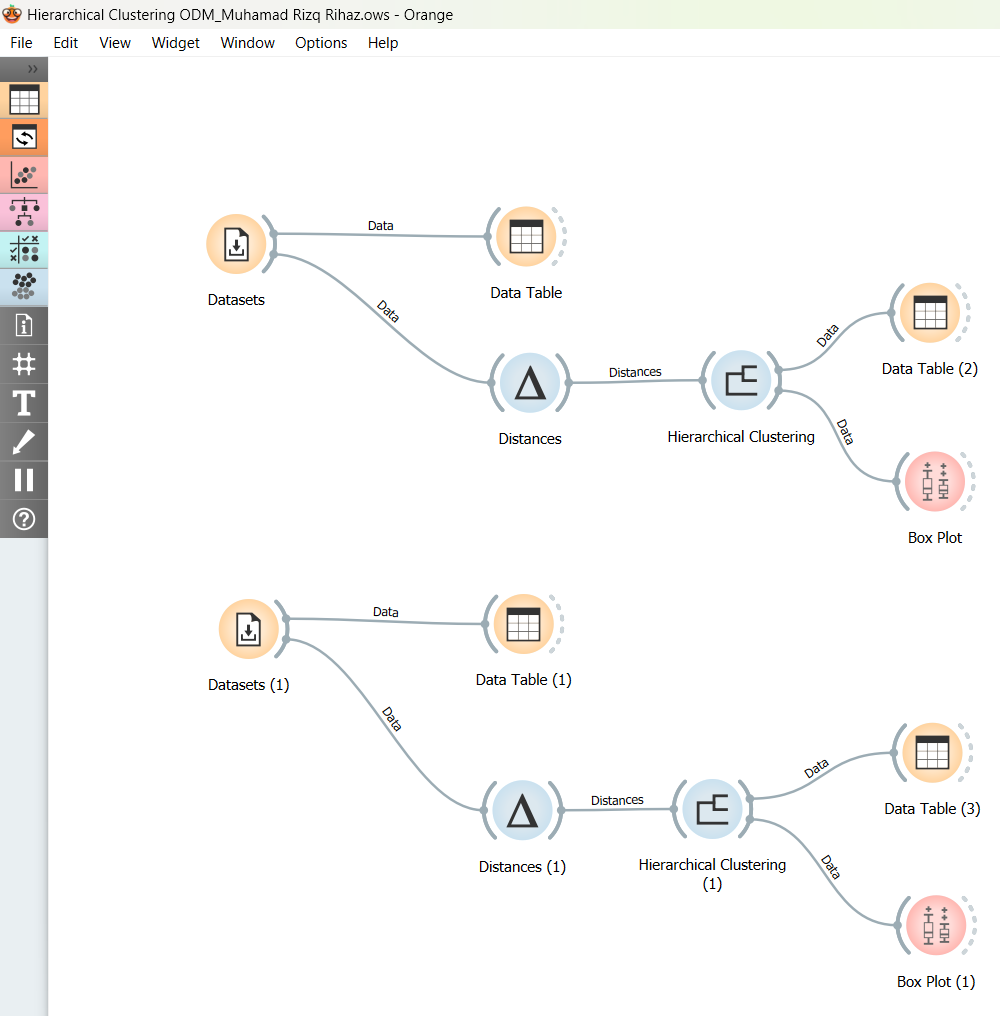 Hierarchical Clustering ODM_Muhamad Rizq Rihaz.ows - Orange
File Edit View Widget Window Options Help
Data
Datasets
Data Table
Data
Data
Data Table (2)
Distances
Distances
Hierarchical Clustering
Data
Box Plot
Data
Datasets (1)
Data Table (1)
Data
Data
Data Table (3)
Distances
Distances (1)
Hierarchical Clustering
(1)
Data
Box Plot (1)